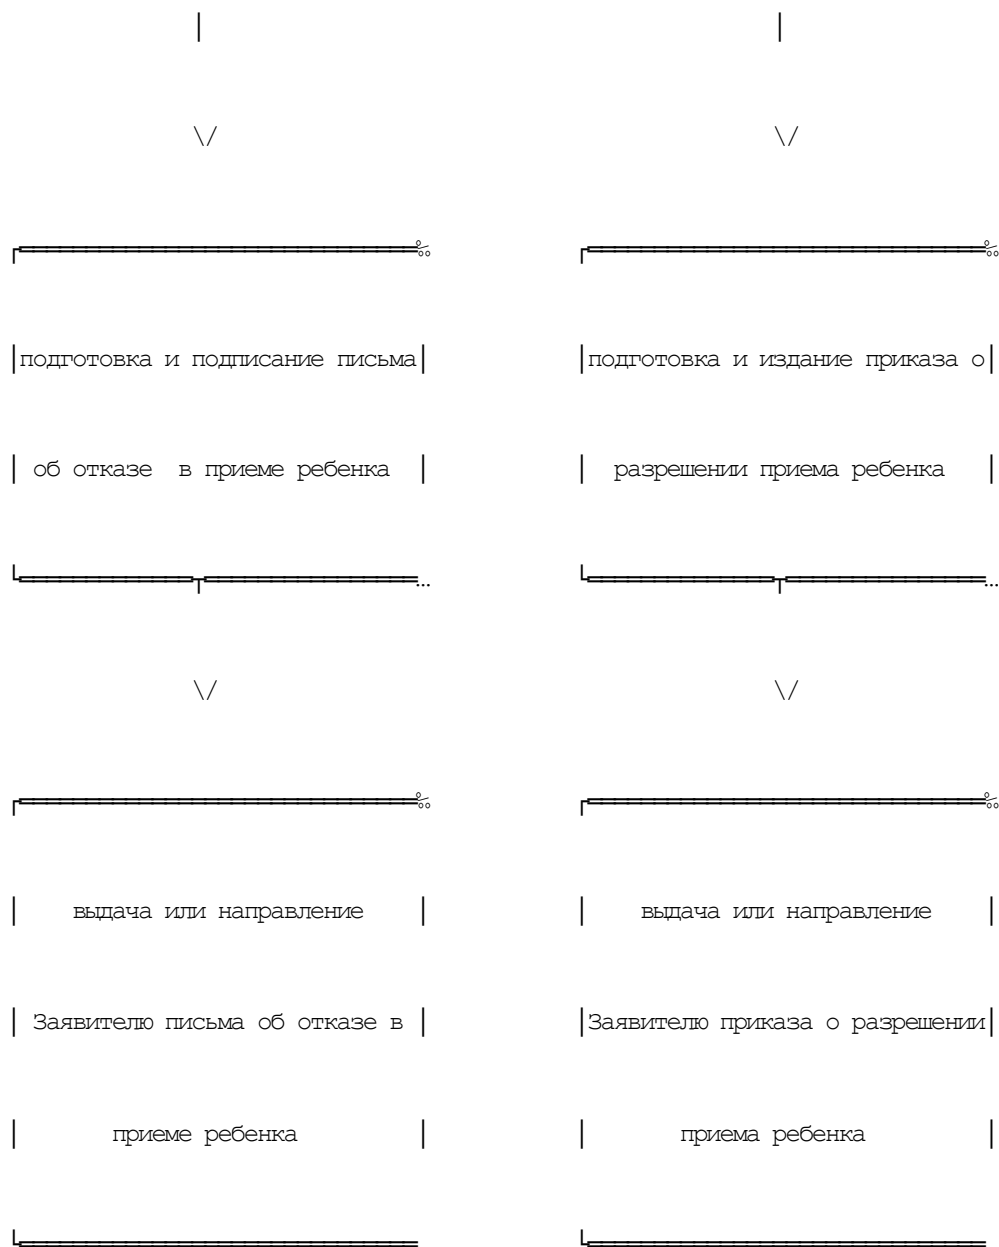 подготовка и подписание письма
об отказе в приеме ребенка
подготовка и издание приказа о
разрешении приема ребенка
выдача или направление
Заявителю письма об отказе в
приеме ребенка
выдача или направление
Заявителю приказа о разрешении
приема ребенка